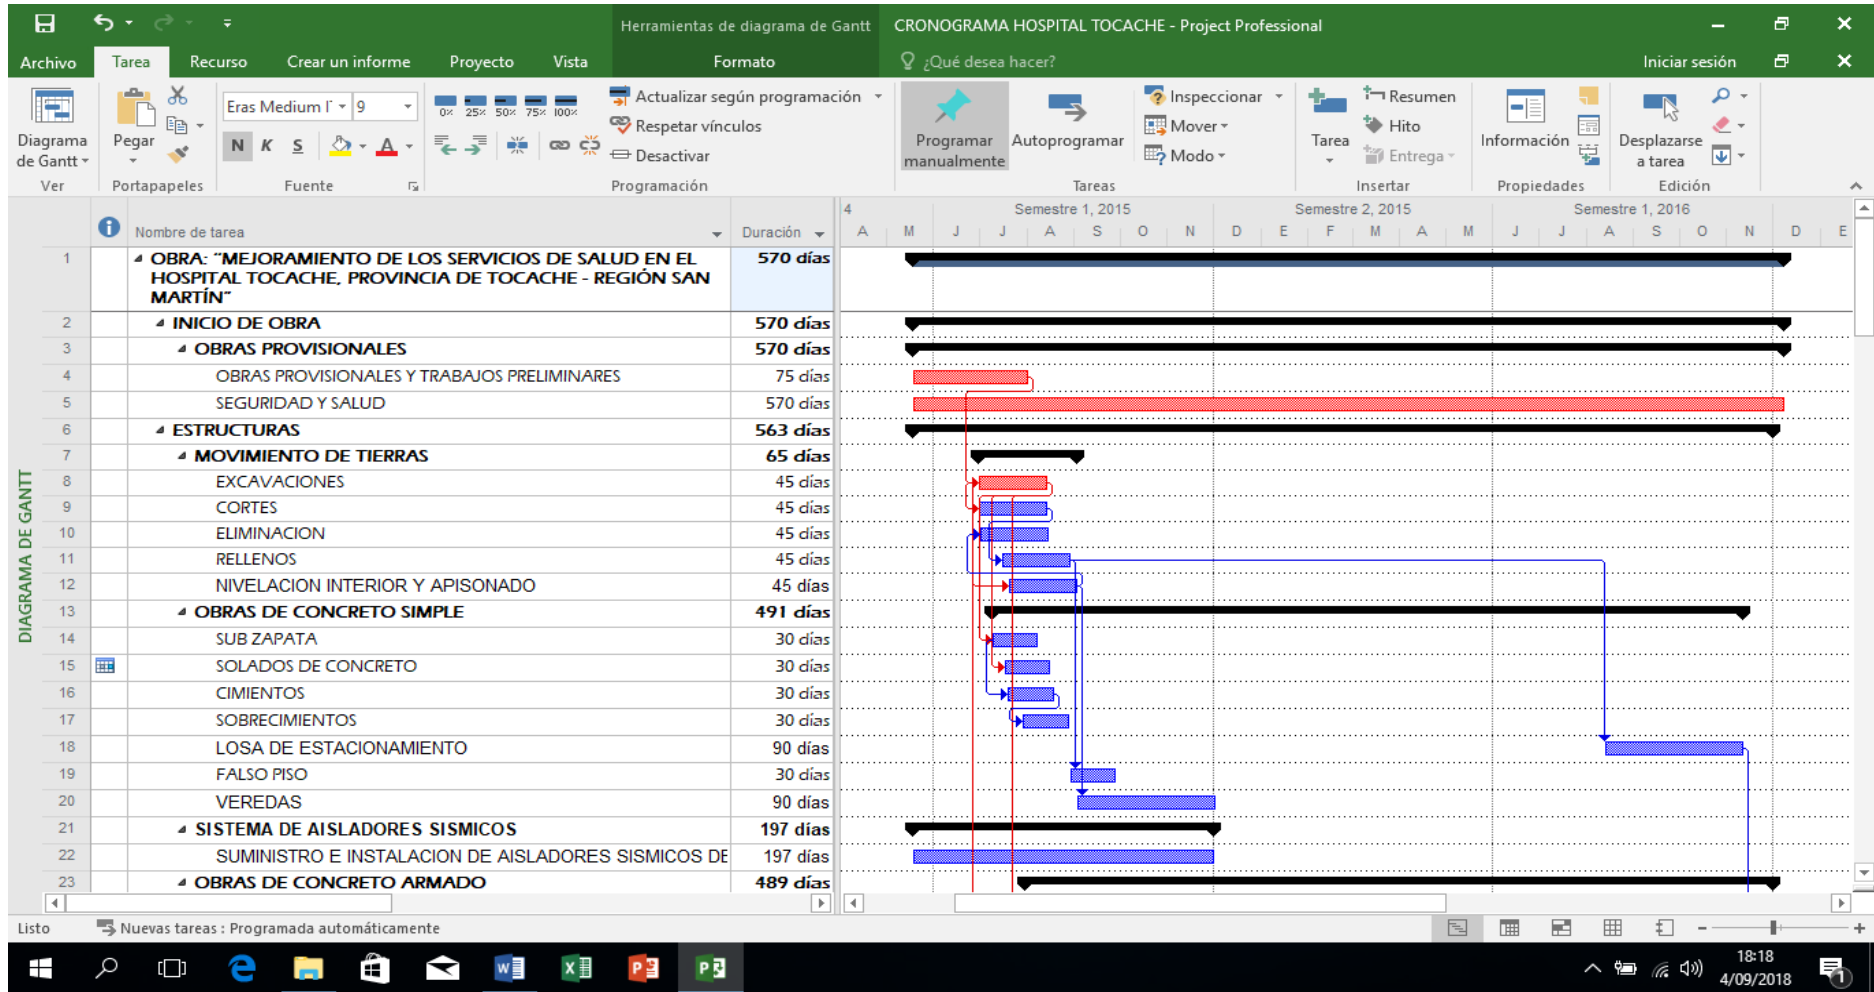 Herramientas de diagrama de Gantt
CRONOGRAMA HOSPITAL TOCACHE - Project Professional
Archivo Tarea Recurso Crear un informe Proyecto Vista Formato ¿Qué desea hacer? Iniciar sesión
Diagrama de Gantt
Ver
Pegar
Portapapeles
Eras Medium I 9
N K S A
Fuente
0% 25% 50% 75% 100%
Actualizar según programación
Respetar vínculos
Desactivar
Programación
Programar manualmente
Autoprogramar
Inspeccionar
Mover
Modo
Tareas
Tarea
Resumen
Hito
Entrega
Insertar
Información
Propiedades
Desplazarse a tarea
Edición
Nombre de tarea Duración
4 Semestre 1, 2015 Semestre 2, 2015 Semestre 1, 2016
A M J J A S O N D E F M A M J J A S O N D E
DIAGRAMA DE GANTT
1 OBRA: "MEJORAMIENTO DE LOS SERVICIOS DE SALUD EN EL 570 días
HOSPITAL TOCACHE, PROVINCIA DE TOCACHE - REGIÓN SAN
MARTÍN"
2 INICIO DE OBRA 570 días
3 OBRAS PROVISIONALES 570 días
4 OBRAS PROVISIONALES Y TRABAJOS PRELIMINARES 75 días
5 SEGURIDAD Y SALUD 570 días
6 ESTRUCTURAS 563 días
7 MOVIMIENTO DE TIERRAS 65 días
8 EXCAVACIONES 45 días
9 CORTES 45 días
10 ELIMINACION 45 días
11 RELLENOS 45 días
12 NIVELACION INTERIOR Y APISONADO 45 días
13 OBRAS DE CONCRETO SIMPLE 491 días
14 SUB ZAPATA 30 días
15 SOLADOS DE CONCRETO 30 días
16 CIMIENTOS 30 días
17 SOBRECIMIENTOS 30 días
18 LOSA DE ESTACIONAMIENTO 90 días
19 FALSO PISO 30 días
20 VEREDAS 90 días
21 SISTEMA DE AISLADORES SISMICOS 197 días
22 SUMINISTRO E INSTALACION DE AISLADORES SISMICOS DE 197 días
23 OBRAS DE CONCRETO ARMADO 489 días
Listo Nuevas tareas : Programada automáticamente
18:18
4/09/2018
1